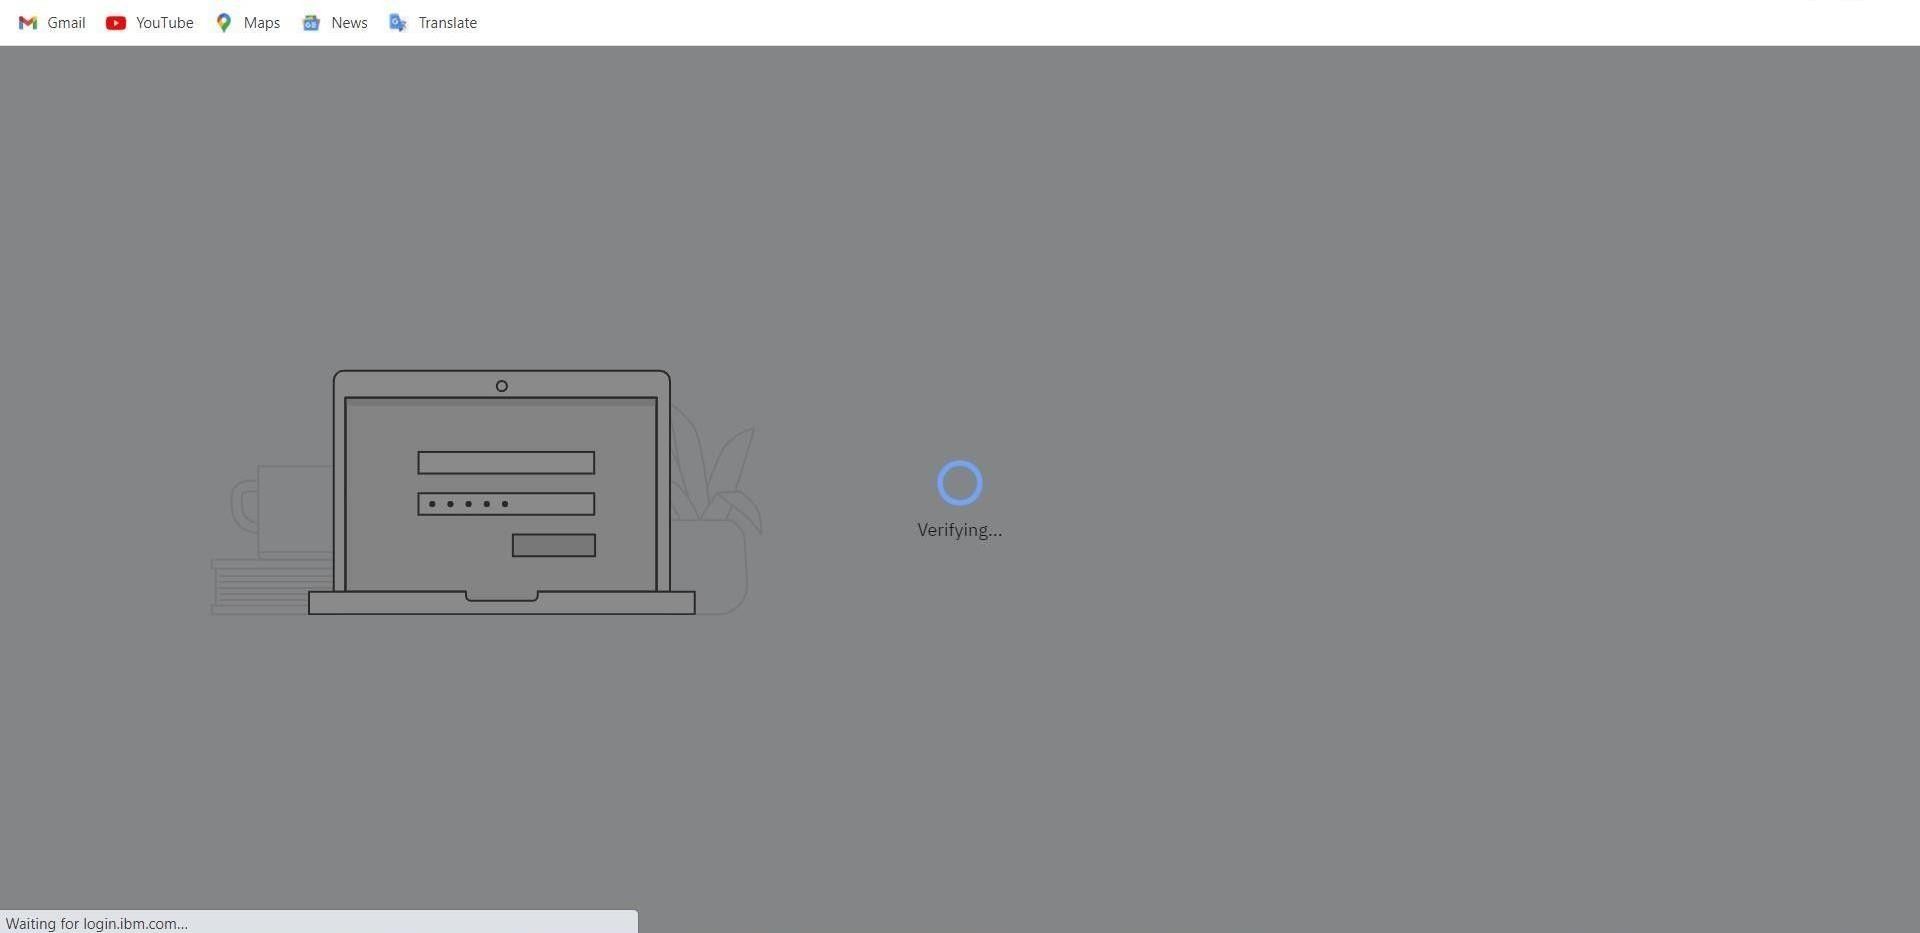 Gmail YouTube Maps News Translate
Verifying...
Waiting for login.ibm.com...